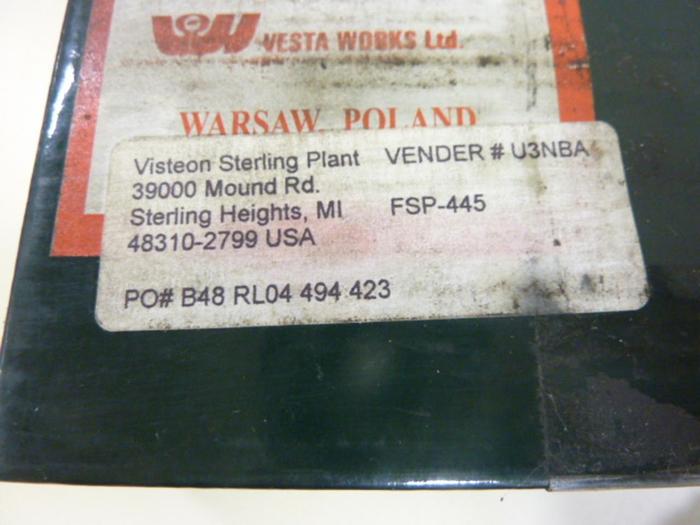 VESTA WORKS Ltd.
WARSAW, POLAND
Visteon Sterling Plant VENDER # U3NBA
39000 Mound Rd.
Sterling Heights, MI FSP-445
48310-2799 USA
PO# B48 RL04 494 423